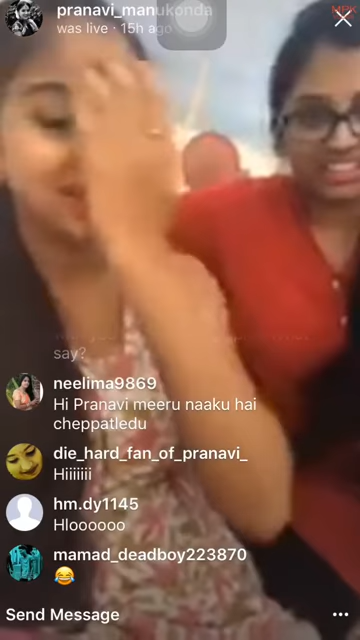 pranavi_manukonda
was live · 15h ago
say?
neelima9869
Hi Pranavi meeru naaku hai
cheppatledu
die_hard_fan_of_pranavi_
Hiiiiiii
hm.dy1145
Hloooooo
mamad_deadboy223870
😂
Send Message